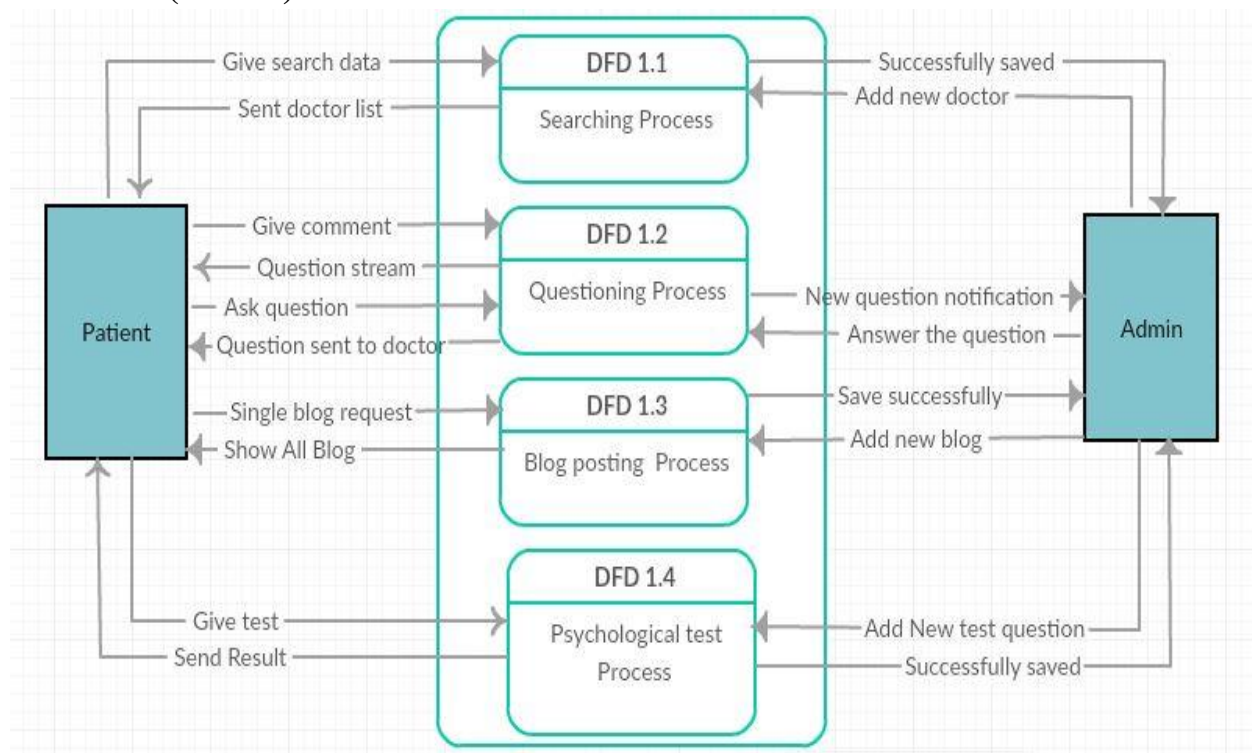 Give search data
DFD 1.1
Successfully saved
Sent doctor list
Searching Process
Add new doctor
Give comment
DFD 1.2
Question stream
Questioning Process
New question notification
Ask question
Answer the question
Question sent to doctor
Patient
Admin
Single blog request
DFD 1.3
Save successfully
Show All Blog
Blog posting Process
Add new blog
Give test
DFD 1.4
Add New test question
Send Result
Psychological test
Process
Successfully saved